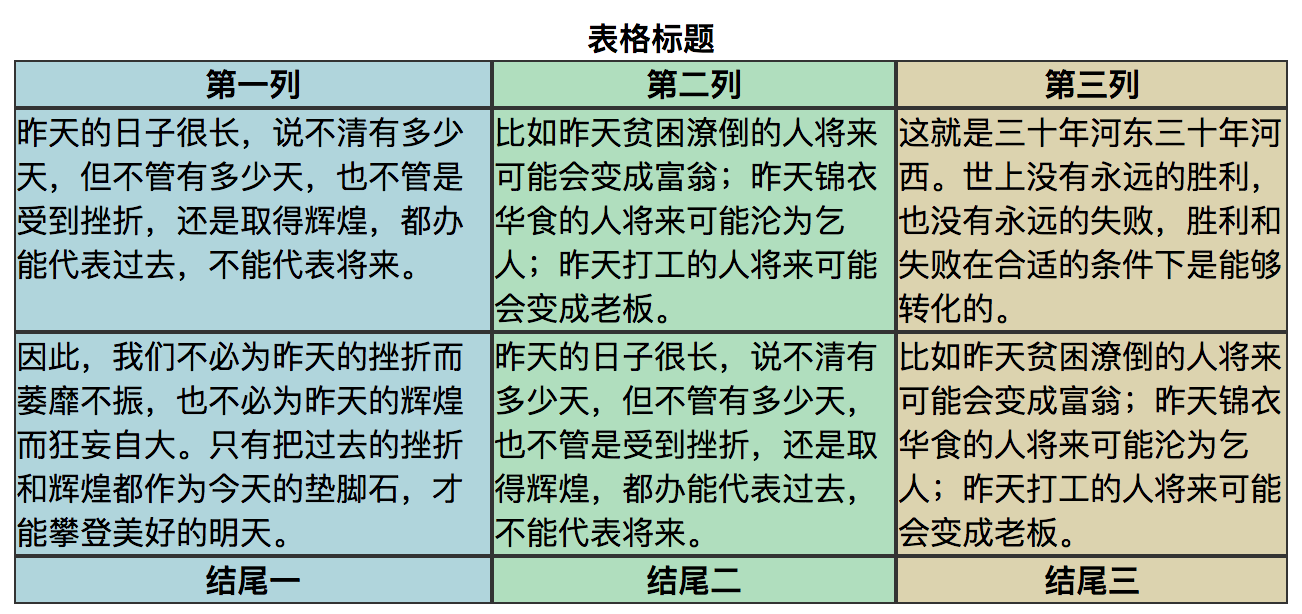 表格标题
第一列
第二列
第三列
昨天的日子很长，说不清有多少
天，但不管有多少天，也不管是
受到挫折，还是取得辉煌，都办
能代表过去，不能代表将来。
比如昨天贫困潦倒的人将来
可能会变成富翁；昨天锦衣
华食的人将来可能沦为乞
人；昨天打工的人将来可能
会变成老板。
这就是三十年河东三十年河
西。世上没有永远的胜利，
也没有永远的失败，胜利和
失败在合适的条件下是能够
转化的。
因此，我们不必为昨天的挫折而
萎靡不振，也不必为昨天的辉煌
而狂妄自大。只有把过去的挫折
和辉煌都作为今天的垫脚石，才
能攀登美好的明天。
昨天的日子很长，说不清有
多少天，但不管有多少天，
也不管是受到挫折，还是取
得辉煌，都办能代表过去，
不能代表将来。
比如昨天贫困潦倒的人将来
可能会变成富翁；昨天锦衣
华食的人将来可能沦为乞
人；昨天打工的人将来可能
会变成老板。
结尾一
结尾二
结尾三